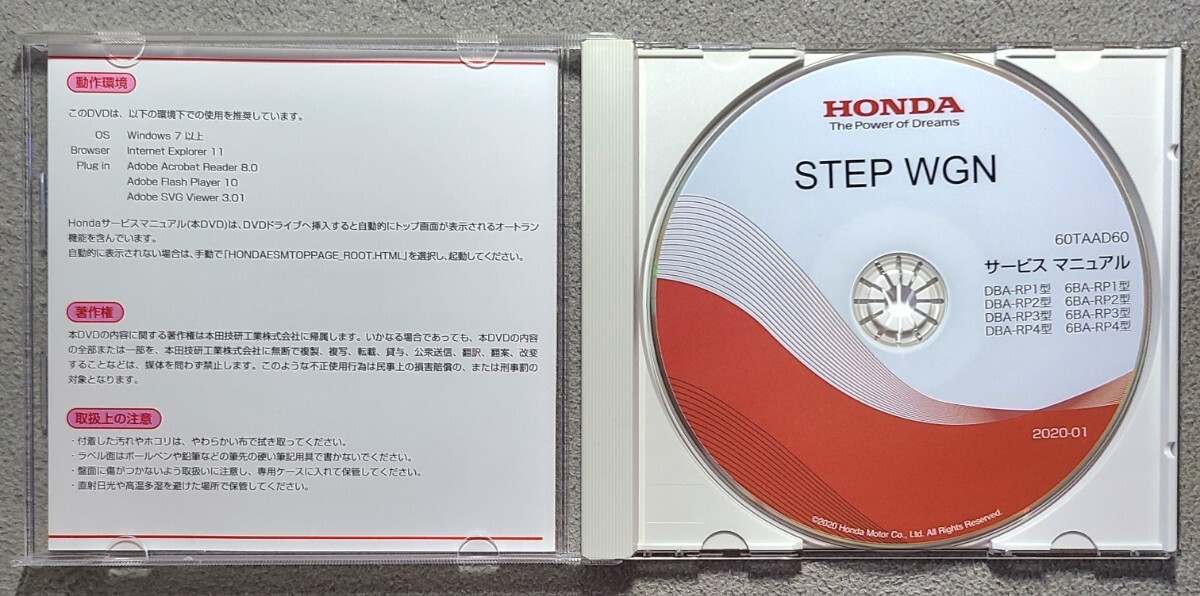 動作環境
このDVDは、以下の環境下での使用を推奨しています。
OS Windows 7 以上
Browser Internet Explorer 11
Plug in Adobe Acrobat Reader 8.0
Adobe Flash Player 10
Adobe SVG Viewer 3.01
Hondaサービスマニュアル(本DVD)は、DVDドライブへ挿入すると自動的にトップ画面が表示されるオートラン
機能を含んでいます。
自動的に表示されない場合は、手動で「HONDAESMTOPPAGE_ROOT.HTML」を選択し、起動してください。
著作権
本DVDの内容に関する著作権は本田技研工業株式会社に帰属します。いかなる場合であっても、本DVDの内容
の全部または一部を、本田技研工業株式会社に無断で複製、複写、転載、貸与、公衆送信、翻訳、翻案、改変
することなどは、媒体を問わず禁止します。このような不正使用行為は民事上の損害賠償の、または刑事罰の
対象となります。
取扱上の注意
・付着した汚れやホコリは、やわらかい布で拭き取ってください。
・ラベル面はボールペンや鉛筆などの筆先の硬い筆記用具で書かないでください。
・盤面に傷がつかないよう取扱いに注意し、専用ケースに入れて保管してください。
・直射日光や高温多湿を避けた場所で保管してください。
HONDA
The Power of Dreams
STEP WGN
60TAAD60
サービス マニュアル
DBA-RP1型 6BA-RP1型
DBA-RP2型 6BA-RP2型
DBA-RP3型 6BA-RP3型
DBA-RP4型 6BA-RP4型
2020-01
©2020 Honda Motor Co., Ltd. All Rights Reserved.